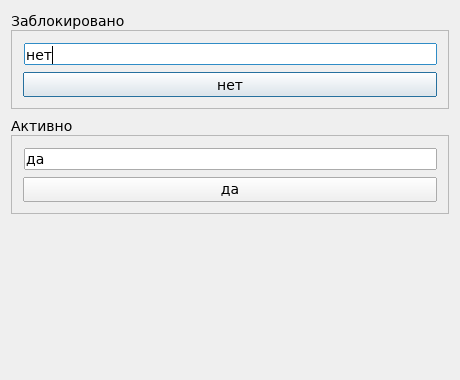 Заблокировано
нет
нет
Активно
да
да